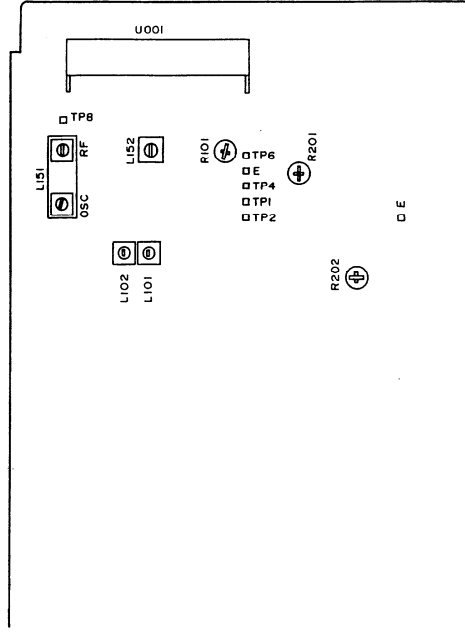 U001
TP8
L151
RF
OSC
L152
R101
TP6
E
TP4
TP1
TP2
R201
E
L102
L101
R202